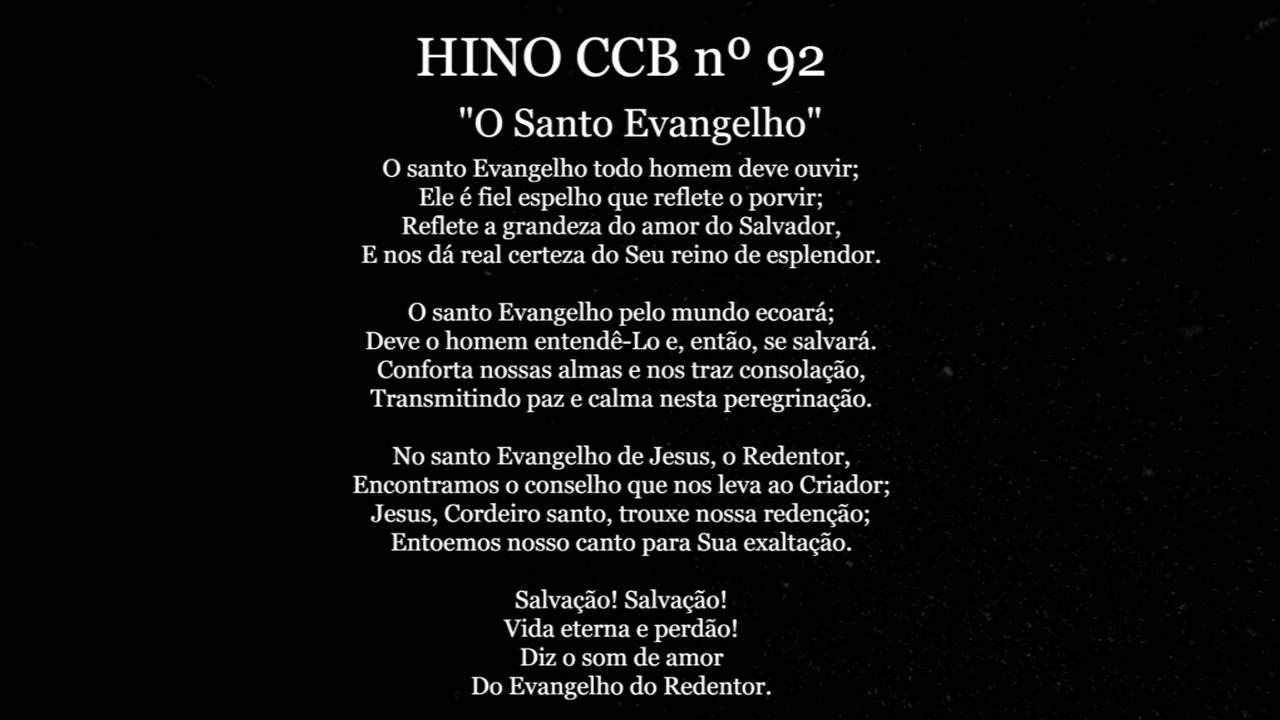 HINO CCB nº 92
"O Santo Evangelho"
O santo Evangelho todo homem deve ouvir;
Ele é fiel espelho que reflete o porvir;
Reflete a grandeza do amor do Salvador,
E nos dá real certeza do Seu reino de esplendor.
O santo Evangelho pelo mundo ecoará;
Deve o homem entendê-Lo e, então, se salvará.
Conforta nossas almas e nos traz consolação,
Transmitindo paz e calma nesta peregrinação.
No santo Evangelho de Jesus, o Redentor,
Encontramos o conselho que nos leva ao Criador;
Jesus, Cordeiro santo, trouxe nossa redenção;
Entoemos nosso canto para Sua exaltação.
Salvação! Salvação!
Vida eterna e perdão!
Diz o som de amor
Do Evangelho do Redentor.